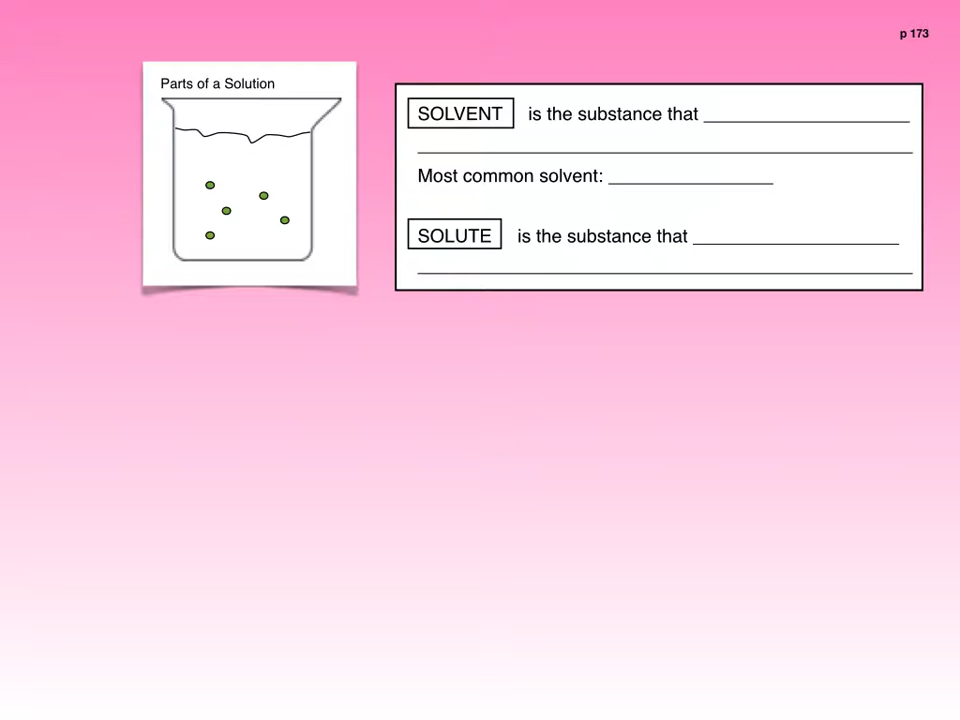 p 173
Parts of a Solution
SOLVENT is the substance that ____________________
________________________________________________
Most common solvent: ________________
SOLUTE is the substance that ____________________
________________________________________________